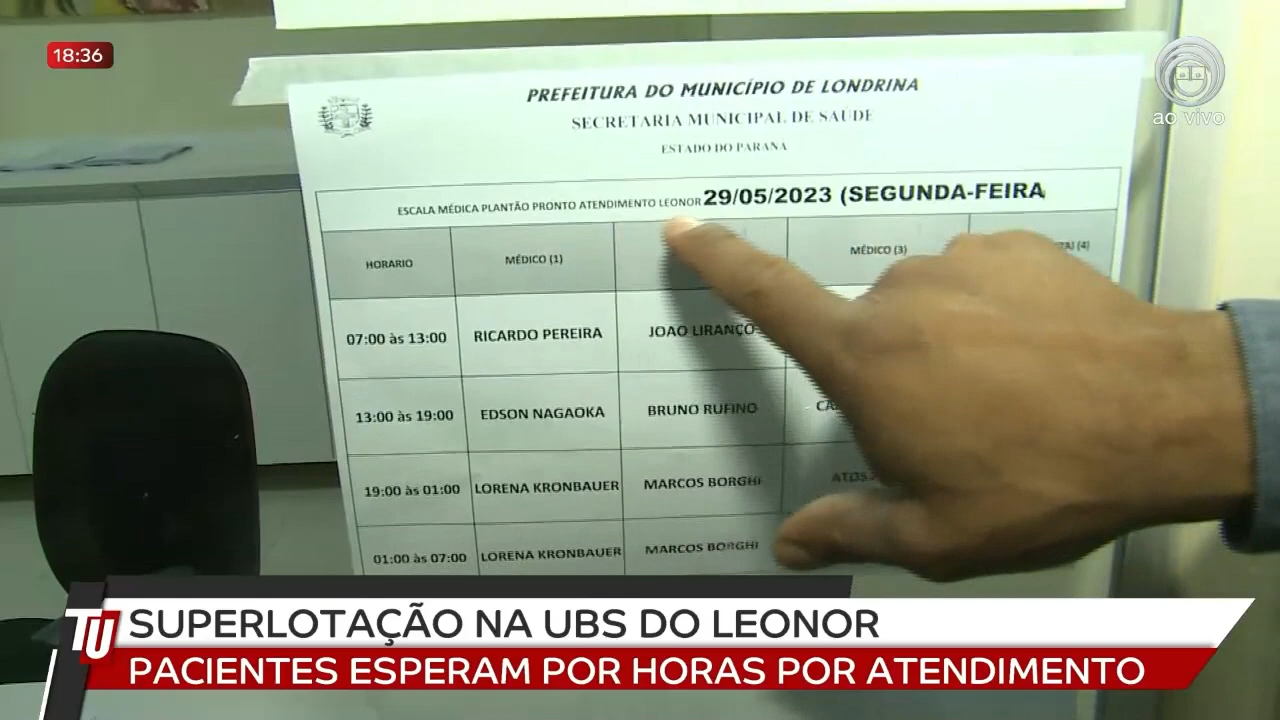 18:36
ao vivo
PREFEITURA DO MUNICÍPIO DE LONDRINA
SECRETARIA MUNICIPAL DE SAÚDE
ESTADO DO PARANÁ
ESCALA MÉDICA PLANTÃO PRONTO ATENDIMENTO LEONOR 29/05/2023 (SEGUNDA-FEIRA
HORARIO MÉDICO (1) MÉDICO (3) (4)
07:00 às 13:00 RICARDO PEREIRA JOAO LIRANÇO
13:00 às 19:00 EDSON NAGAOKA BRUNO RUFINO
19:00 às 01:00 LORENA KRONBAUER MARCOS BORGHI
01:00 às 07:00 LORENA KRONBAUER MARCOS BORGHI
TU
SUPERLOTAÇÃO NA UBS DO LEONOR
PACIENTES ESPERAM POR HORAS POR ATENDIMENTO